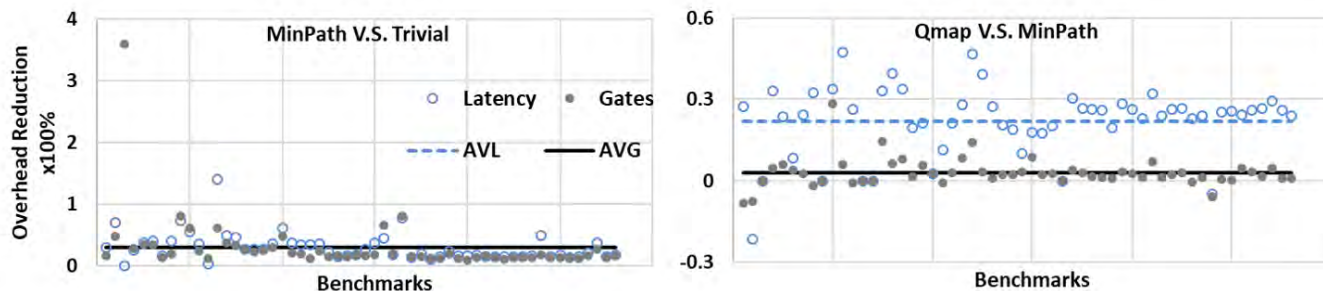 Overhead Reduction
x100%
4
3
2
1
0
MinPath V.S. Trivial
Latency
Gates
AVL
AVG
Benchmarks
0.6
0.3
0
-0.3
Qmap V.S. MinPath
Benchmarks